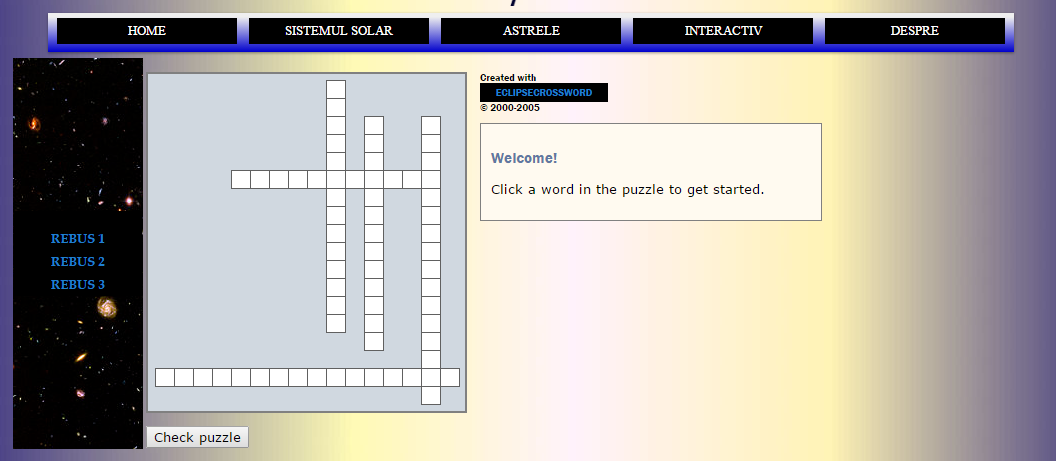 HOME
SISTEMUL SOLAR
ASTRELE
INTERACTIV
DESPRE
REBUS 1
REBUS 2
REBUS 3
Created with
ECLIPSECROSSWORD
© 2000-2005
Welcome!
Click a word in the puzzle to get started.
Check puzzle